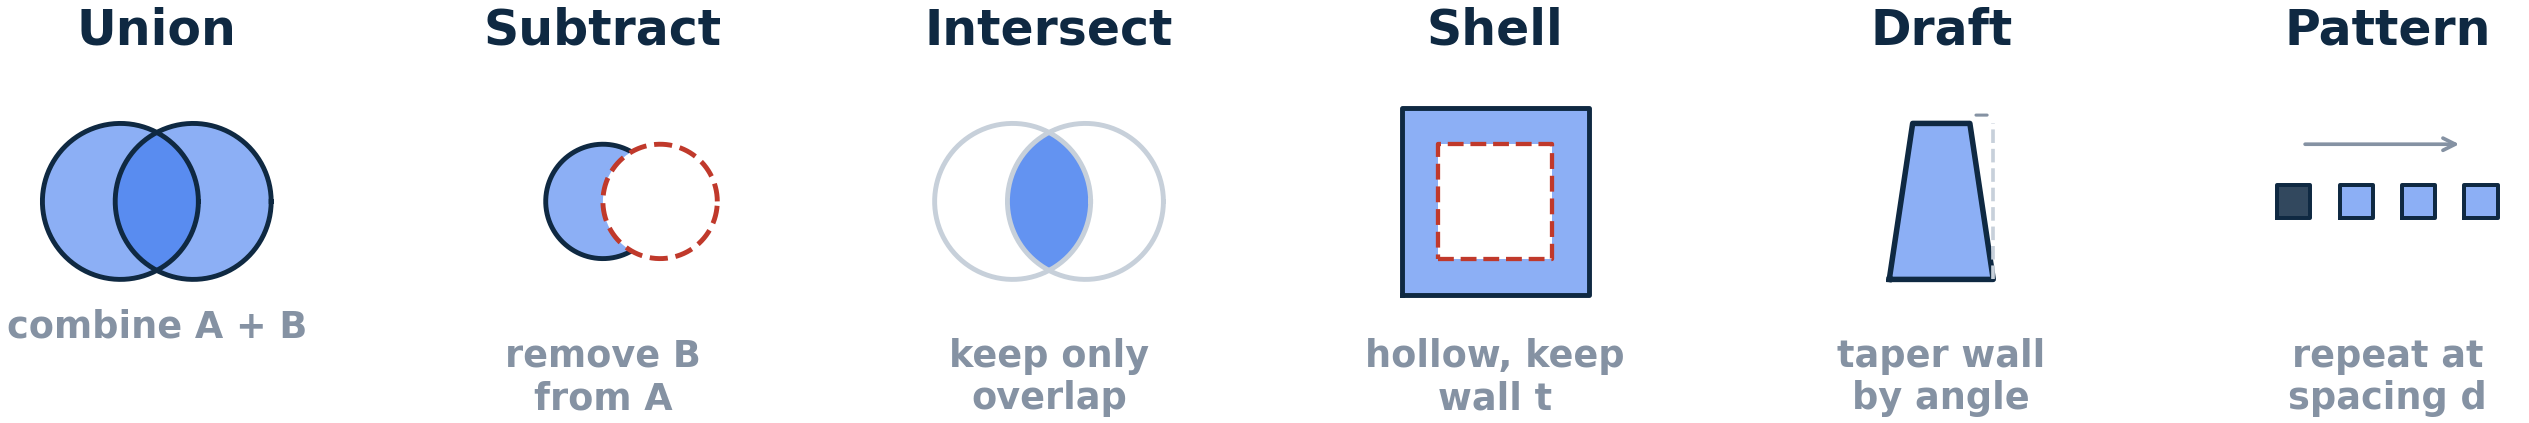 Union
Subtract
Intersect
Shell
Draft
Pattern
combine A + B
remove B
from A
keep only
overlap
hollow, keep
wall t
taper wall
by angle
repeat at
spacing d